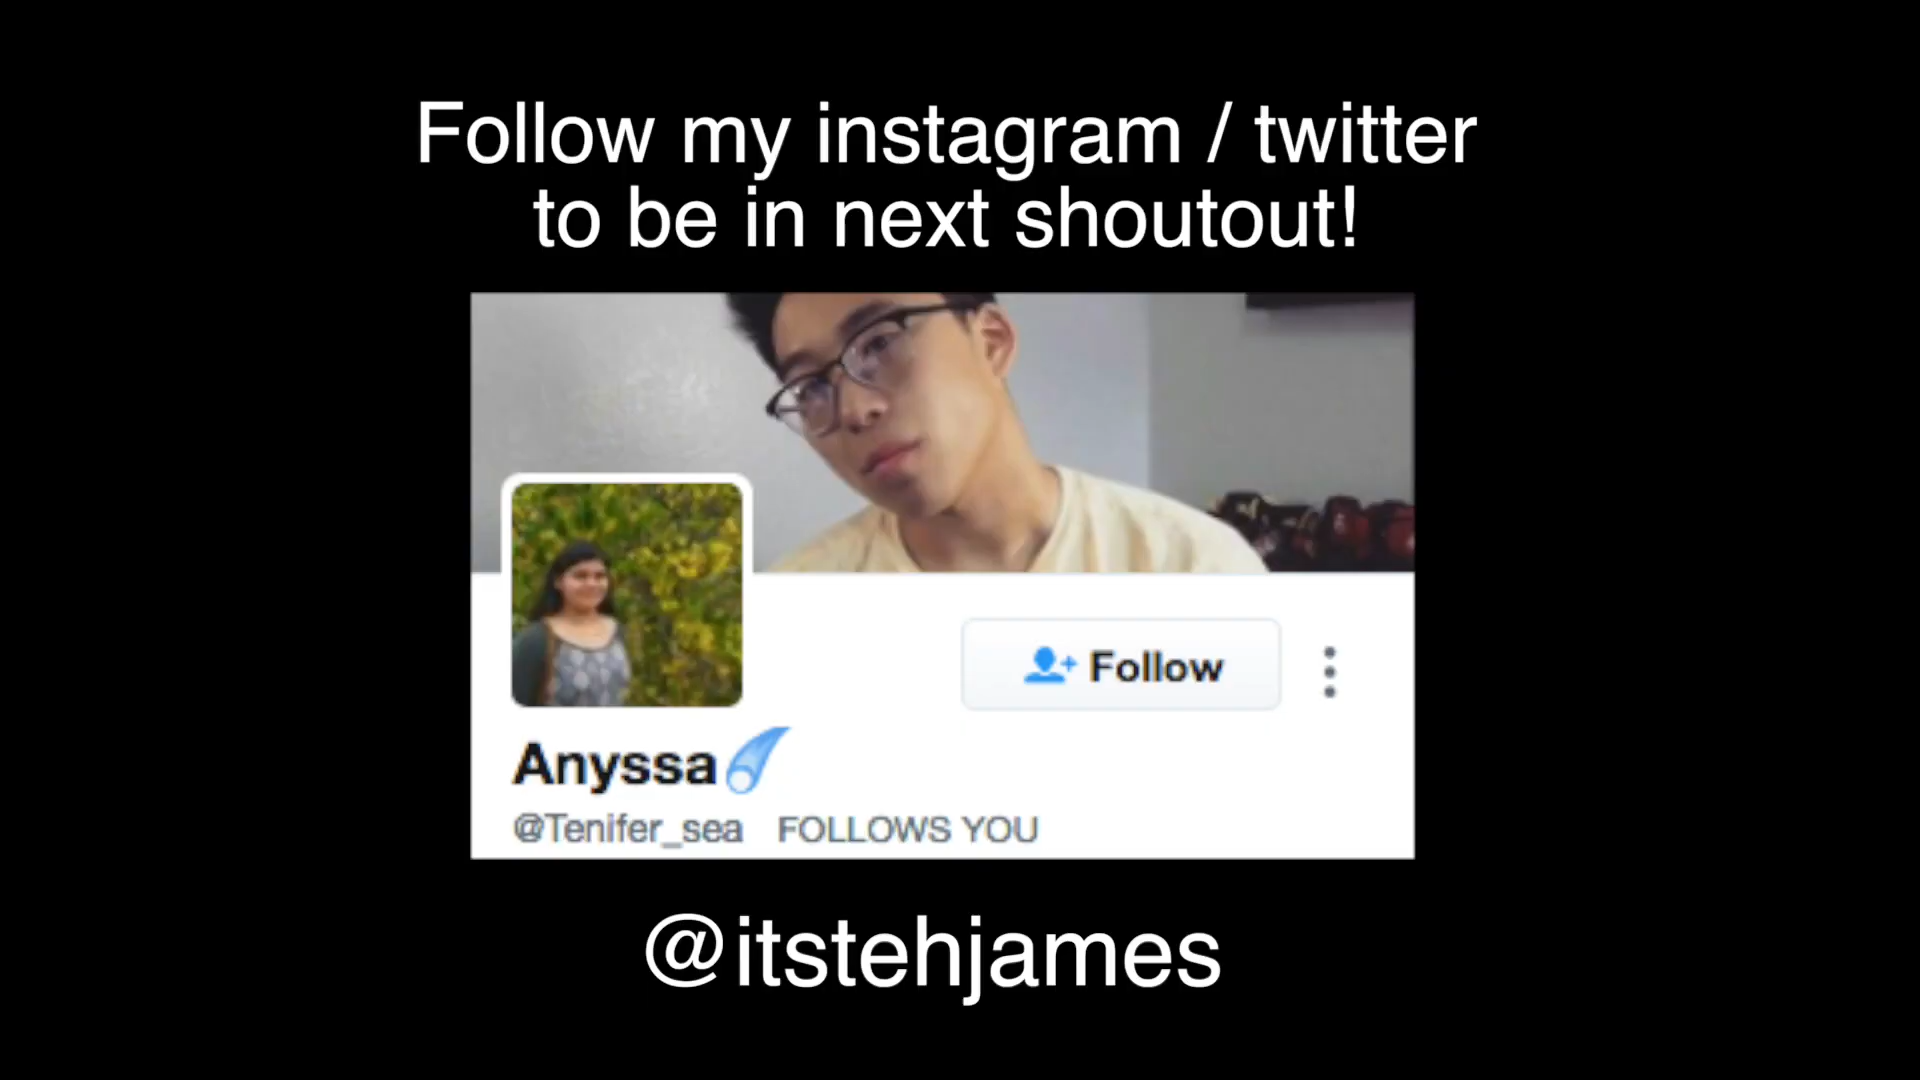 Follow my instagram / twitter
to be in next shoutout!
Follow
Anyssa
@Tenifer_sea FOLLOWS YOU
@itstehjames